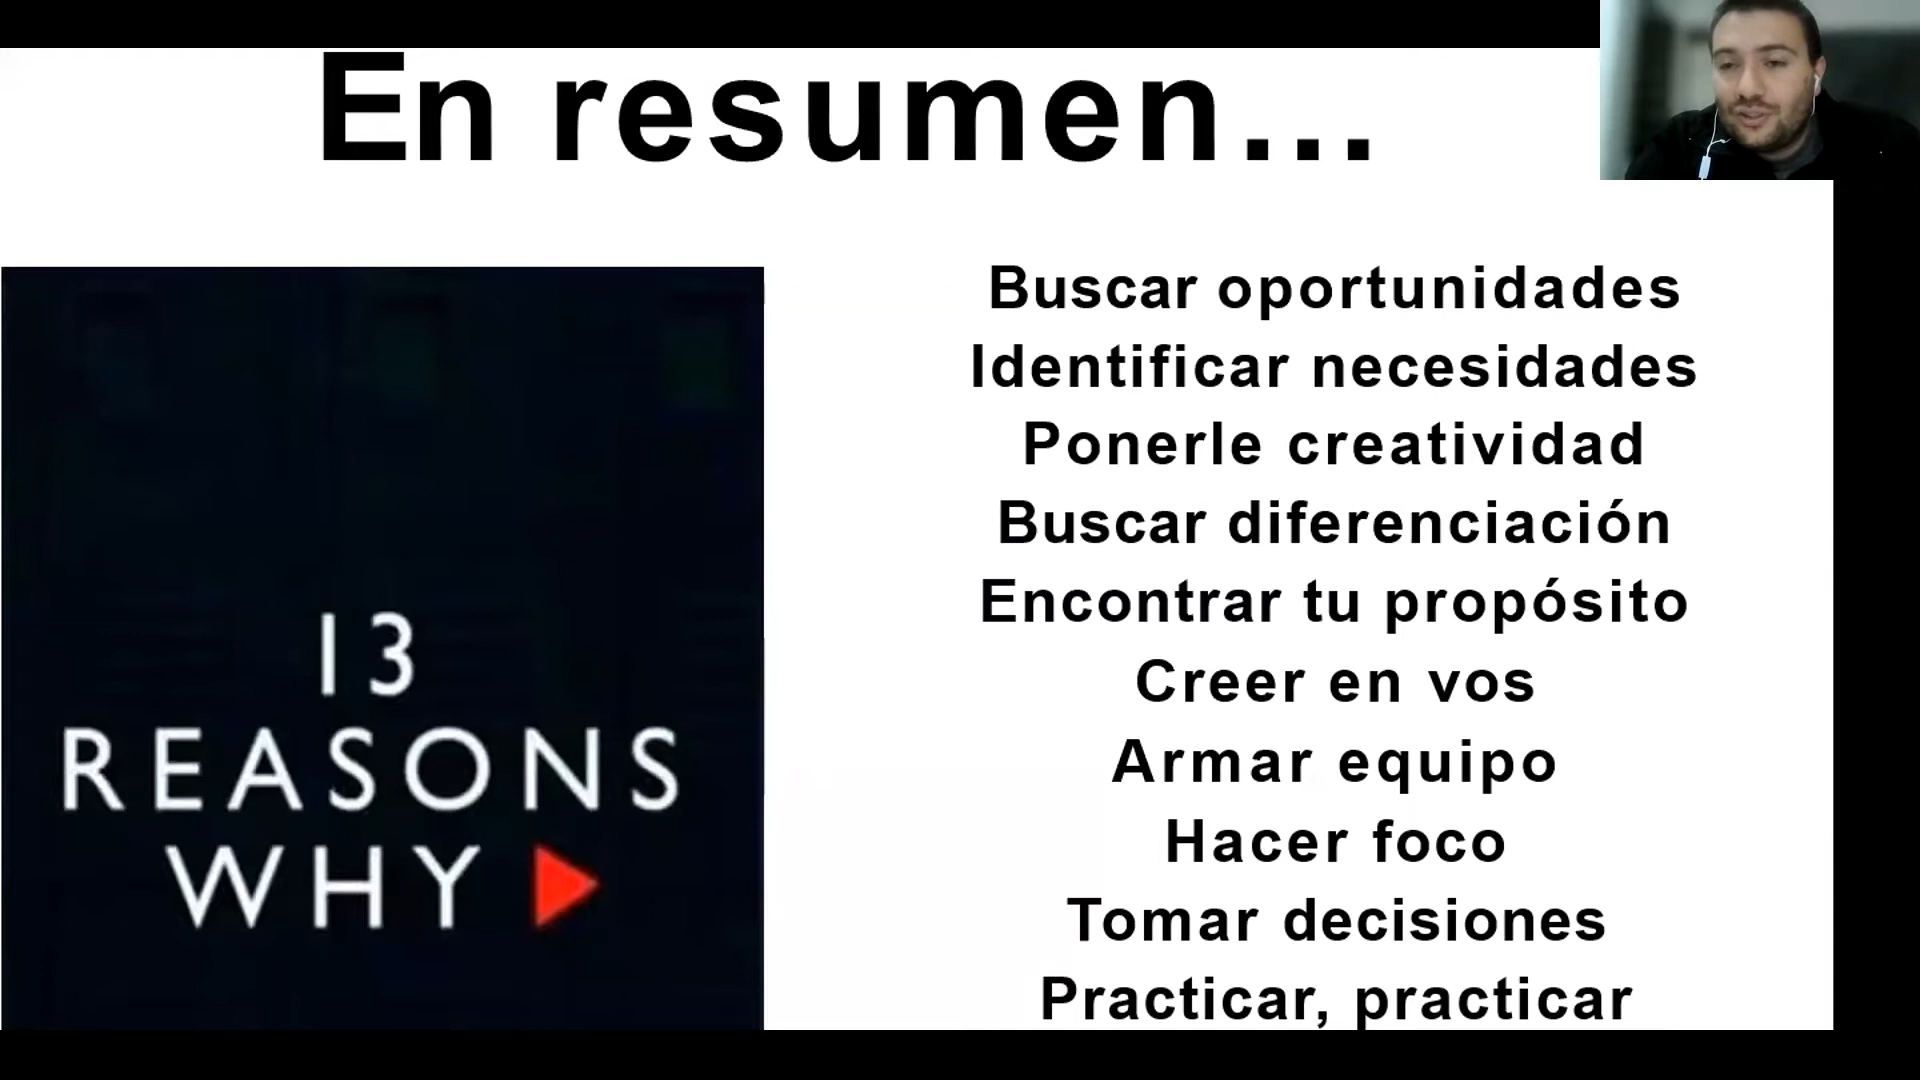 En resumen...
13
REASONS
WHY
Buscar oportunidades
Identificar necesidades
Ponerle creatividad
Buscar diferenciación
Encontrar tu propósito
Creer en vos
Armar equipo
Hacer foco
Tomar decisiones
Practicar, practicar